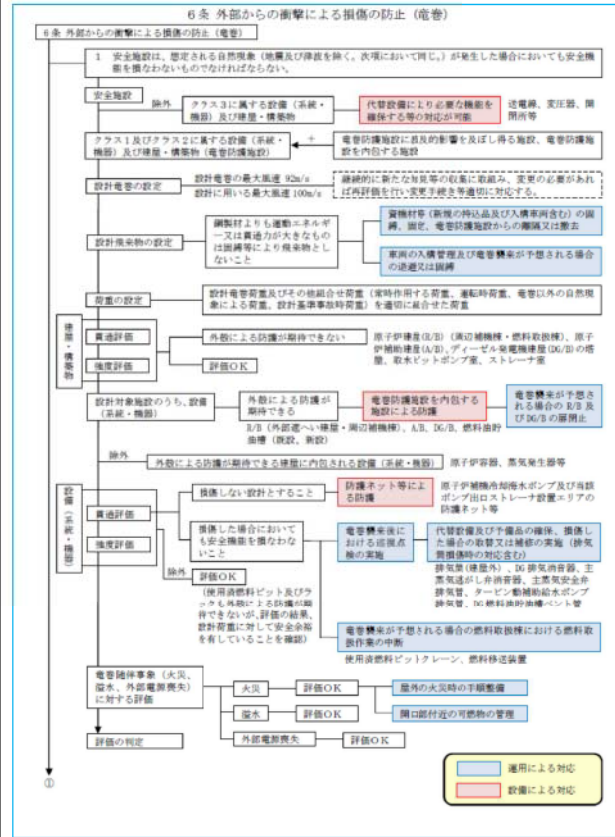 6条 外部からの衝撃による損傷の防止(竜巻)
6条 外部からの衝撃による損傷の防止(竜巻)
1 安全施設は、想定される自然現象(地震及び津波を除く。次項において同じ。)が発生した場合においても安全機
能を損なわないものでなければならない。
安全施設
除外
クラス3に属する設備(系統・
機器)及び建屋・構築物
代替設備により必要な機能を
確保する等の対応が可能
送電線、変圧器、開
閉所等
クラス1及びクラス2に属する設備(系統・
機器)及び建屋・構築物(竜巻防護施設)
+
竜巻防護施設に波及的影響を及ぼし得る施設、竜巻防護施
設を内包する施設
設計竜巻の設定
設計竜巻の最大風速 92m/s
設計に用いる最大風速 100m/s
継続的に新たな知見等の収集に取組み、変更の必要があ
れば再評価を行い変更手続き等適切に対応する。
設計飛来物の設定
鋼製材よりも運動エネルギ
ー又は貫通力が大きなもの
は固縛等により飛来物とし
ないこと
資機材等(新規の持込品及び入構車両含む)の固
縛、固定、竜巻防護施設からの離隔又は撤去
車両の入構管理及び竜巻襲来が予想される場合
の退避又は固縛
荷重の設定
設計竜巻荷重及びその他組合せ荷重(常時作用する荷重、運転時荷重、竜巻以外の自然現
象による荷重、設計基準事故時荷重)を適切に組合せた荷重
建屋・構築物
貫通評価
強度評価
外殻による防護が期待できない
評価OK
原子炉建屋(R/B)(周辺補機棟・燃料取扱棟)、原子
炉補助建屋(A/B)、ディーゼル発電機建屋(DG/B)の塔
屋、取水ピットポンプ室、ストレーナ室
設計対象施設のうち、設備
(系統・機器)
外殻による防護が
期待できる
竜巻防護施設を内包する
施設による防護
竜巻襲来が予想
される場合の R/B 及
び DG/B の扉閉止
R/B(外部遮へい建屋・周辺補機棟)、A/B、DG/B、燃料油貯
油槽(既設、新設)
除外
外殻による防護が期待できる建屋に内包される設備(系統・機器)
原子炉容器、蒸気発生器等
設備(系統・機器)
貫通評価
強度評価
損傷しない設計とすること
防護ネット等によ
る防護
原子炉補機冷却海水ポンプ及び当該
ポンプ出口ストレーナ設置エリアの
防護ネット等
損傷した場合において
も安全機能を損なわな
いこと
竜巻襲来後に
おける巡視点
検の実施
代替設備及び予備品の確保、損傷し
た場合の取替又は補修の実施(排気
筒損傷時の対応含む)
排気筒(建屋外)、DG 排気消音器、主
蒸気逃がし弁消音器、主蒸気安全弁
排気管、タービン動補助給水ポンプ
排気管、DG燃料油貯油槽ベント管
除外
評価OK
(使用済燃料ピット及びラ
ックも外殻による防護が期
待できないが、評価の結果、
設計荷重に対して安全余裕
を有していることを確認)
竜巻襲来が予想される場合の燃料取扱棟における燃料取
扱作業の中断
使用済燃料ピットクレーン、燃料移送装置
竜巻随伴事象(火災、
溢水、外部電源喪失)
に対する評価
火災
評価OK
屋外の火災時の手順整備
溢水
評価OK
開口部付近の可燃物の管理
外部電源喪失
評価OK
評価の判定
①
運用による対応
設備による対応